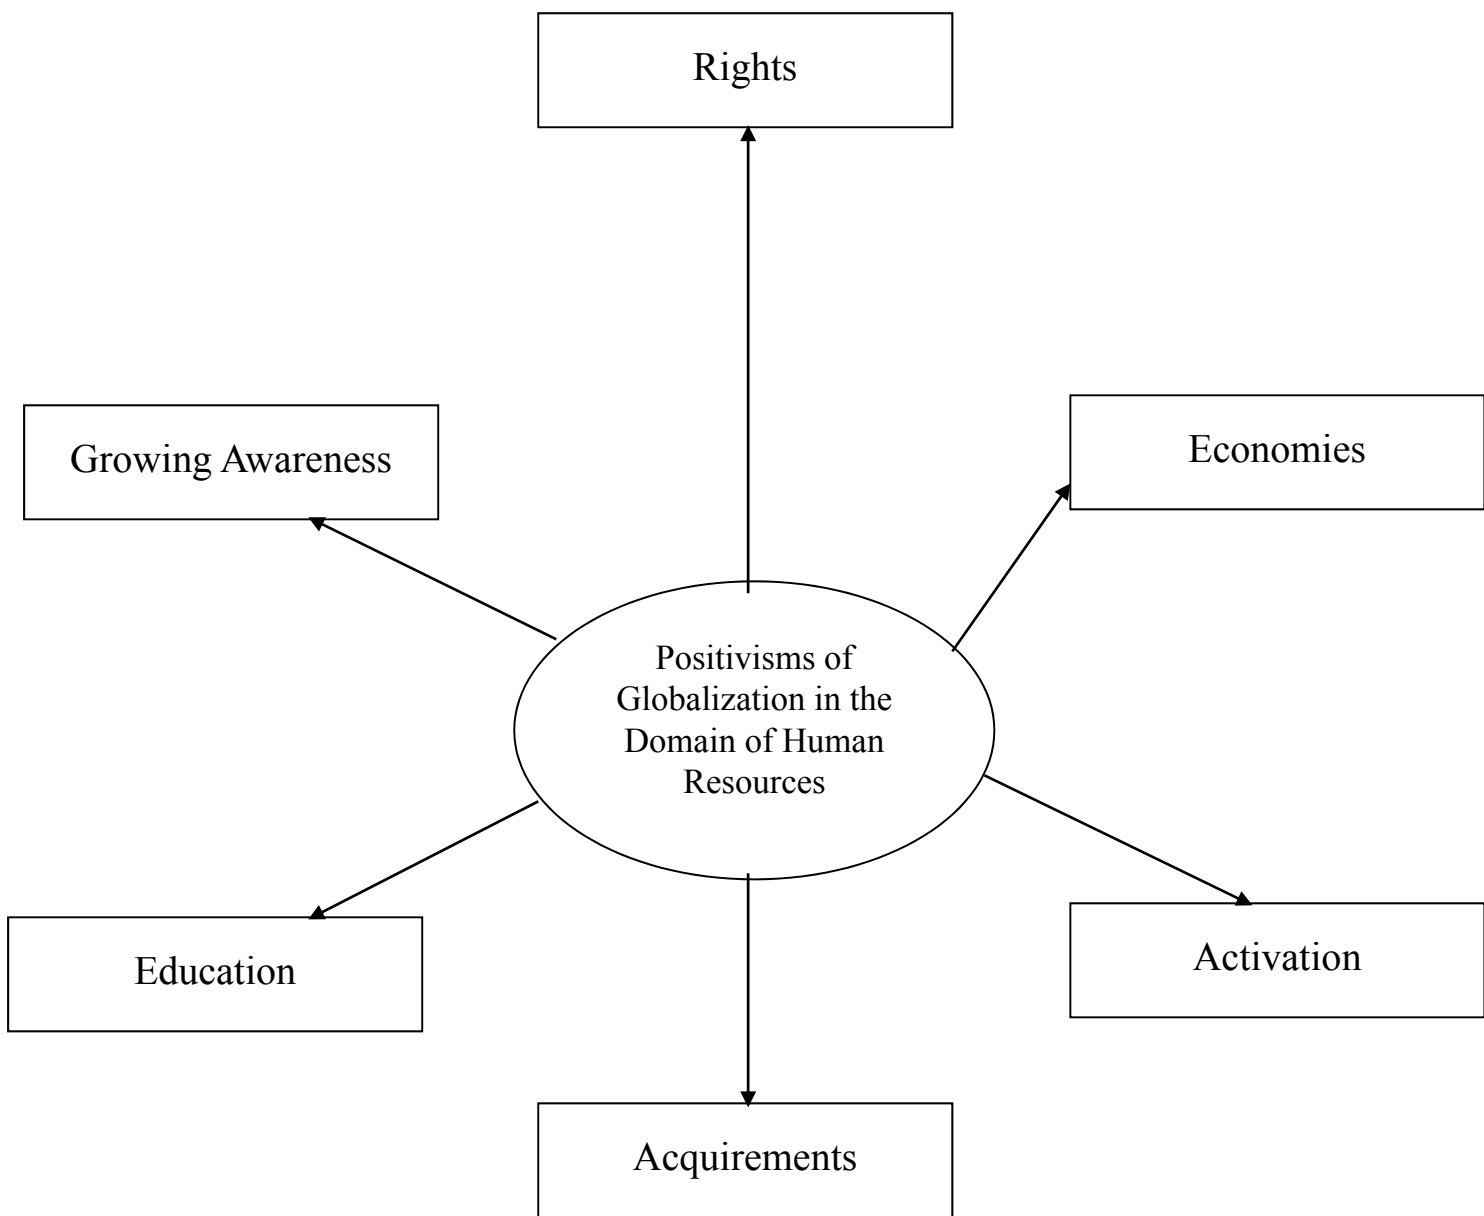 Rights
Growing Awareness
Economies
Positivisms of
Globalization in the
Domain of Human
Resources
Education
Activation
Acquirements